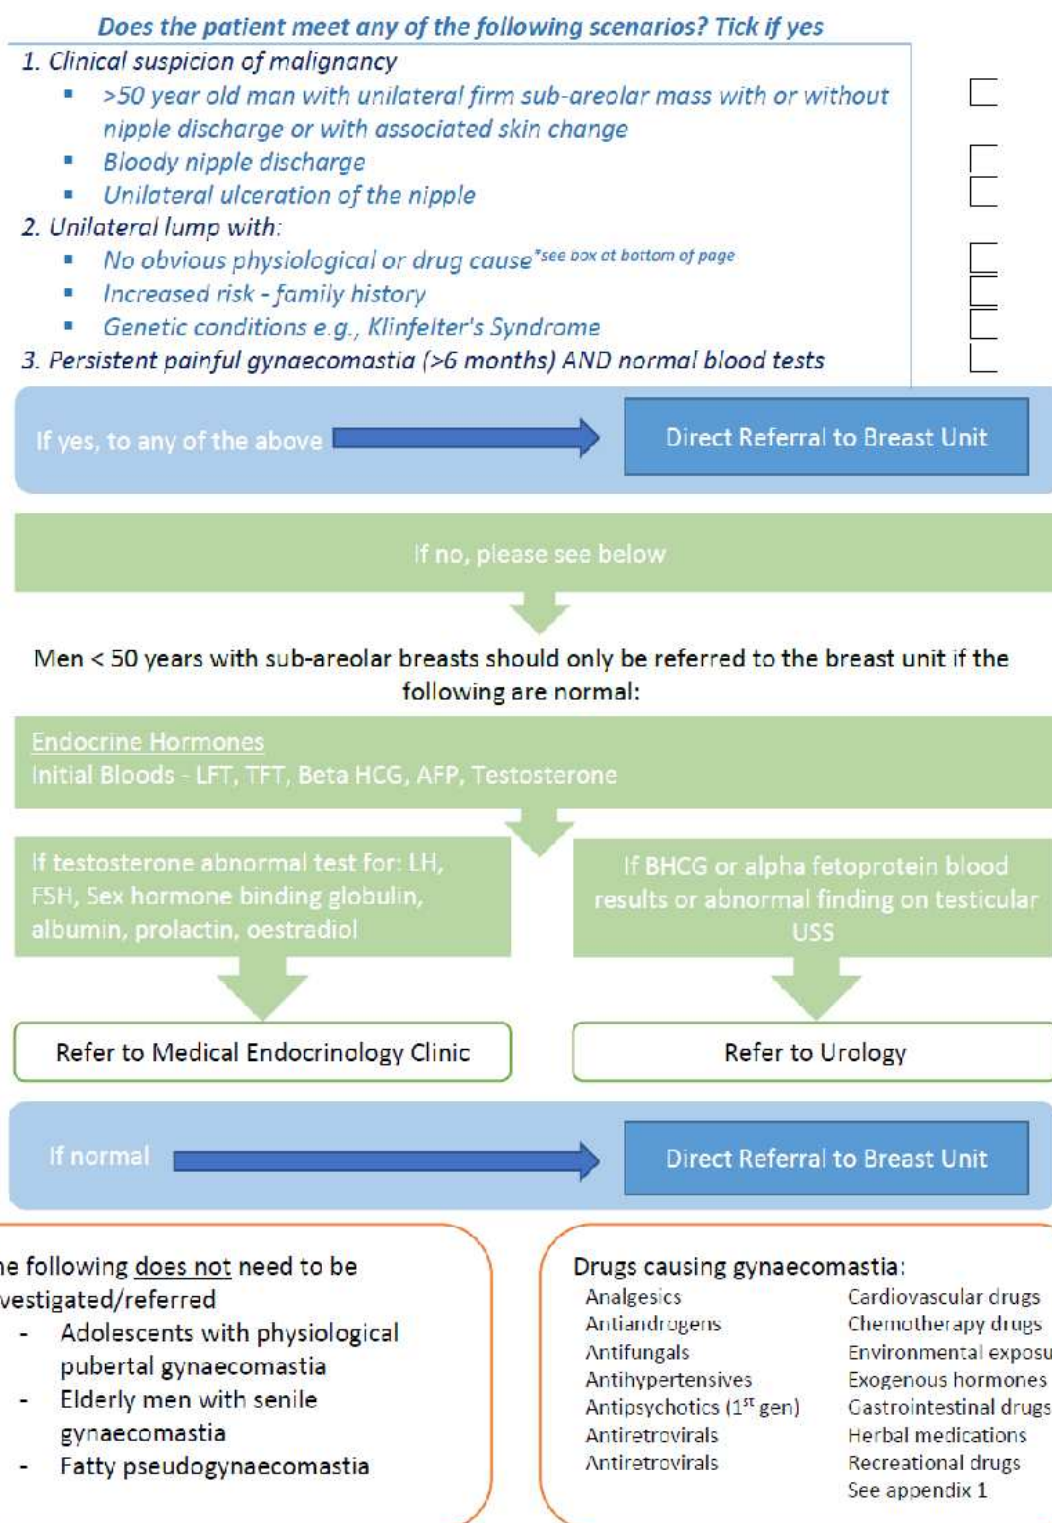 Does the patient meet any of the following scenarios? Tick if yes
1. Clinical suspicion of malignancy
▪ >50 year old man with unilateral firm sub-areolar mass with or without
nipple discharge or with associated skin change
▪ Bloody nipple discharge
▪ Unilateral ulceration of the nipple
2. Unilateral lump with:
▪ No obvious physiological or drug cause*see box at bottom of page
▪ Increased risk - family history
▪ Genetic conditions e.g., Klinfelter's Syndrome
3. Persistent painful gynaecomastia (>6 months) AND normal blood tests
If yes, to any of the above
Direct Referral to Breast Unit
If no, please see below
Men < 50 years with sub-areolar breasts should only be referred to the breast unit if the
following are normal:
Endocrine Hormones
Initial Bloods - LFT, TFT, Beta HCG, AFP, Testosterone
If testosterone abnormal test for: LH,
FSH, Sex hormone binding globulin,
albumin, prolactin, oestradiol
If BHCG or alpha fetoprotein blood
results or abnormal finding on testicular
USS
Refer to Medical Endocrinology Clinic
Refer to Urology
If normal
Direct Referral to Breast Unit
he following does not need to be
vestigated/referred
- Adolescents with physiological
pubertal gynaecomastia
- Elderly men with senile
gynaecomastia
- Fatty pseudogynaecomastia
Drugs causing gynaecomastia:
Analgesics
Antiandrogens
Antifungals
Antihypertensives
Antipsychotics (1st gen)
Antiretrovirals
Antiretrovirals
Cardiovascular drugs
Chemotherapy drugs
Environmental exposu
Exogenous hormones
Gastrointestinal drugs
Herbal medications
Recreational drugs
See appendix 1